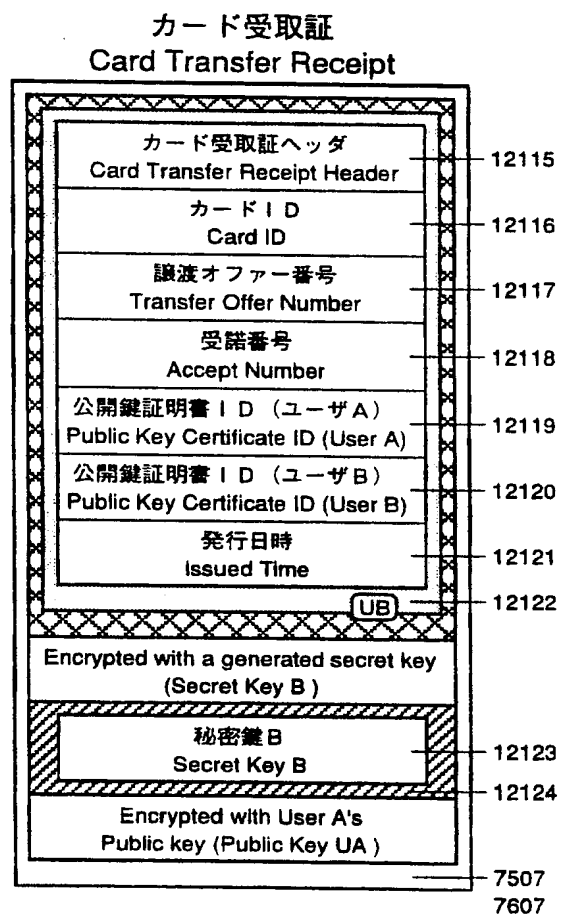 カード受取証
Card Transfer Receipt
カード受取証ヘッダ
Card Transfer Receipt Header
12115
カードID
Card ID
12116
譲渡オファー番号
Transfer Offer Number
12117
受諾番号
Accept Number
12118
公開鍵証明書ID（ユーザA）
Public Key Certificate ID (User A)
12119
公開鍵証明書ID（ユーザB）
Public Key Certificate ID (User B)
12120
発行日時
Issued Time
12121
UB
12122
Encrypted with a generated secret key
(Secret Key B )
秘密鍵B
Secret Key B
12123
12124
Encrypted with User A's
Public key (Public Key UA )
7507
7607